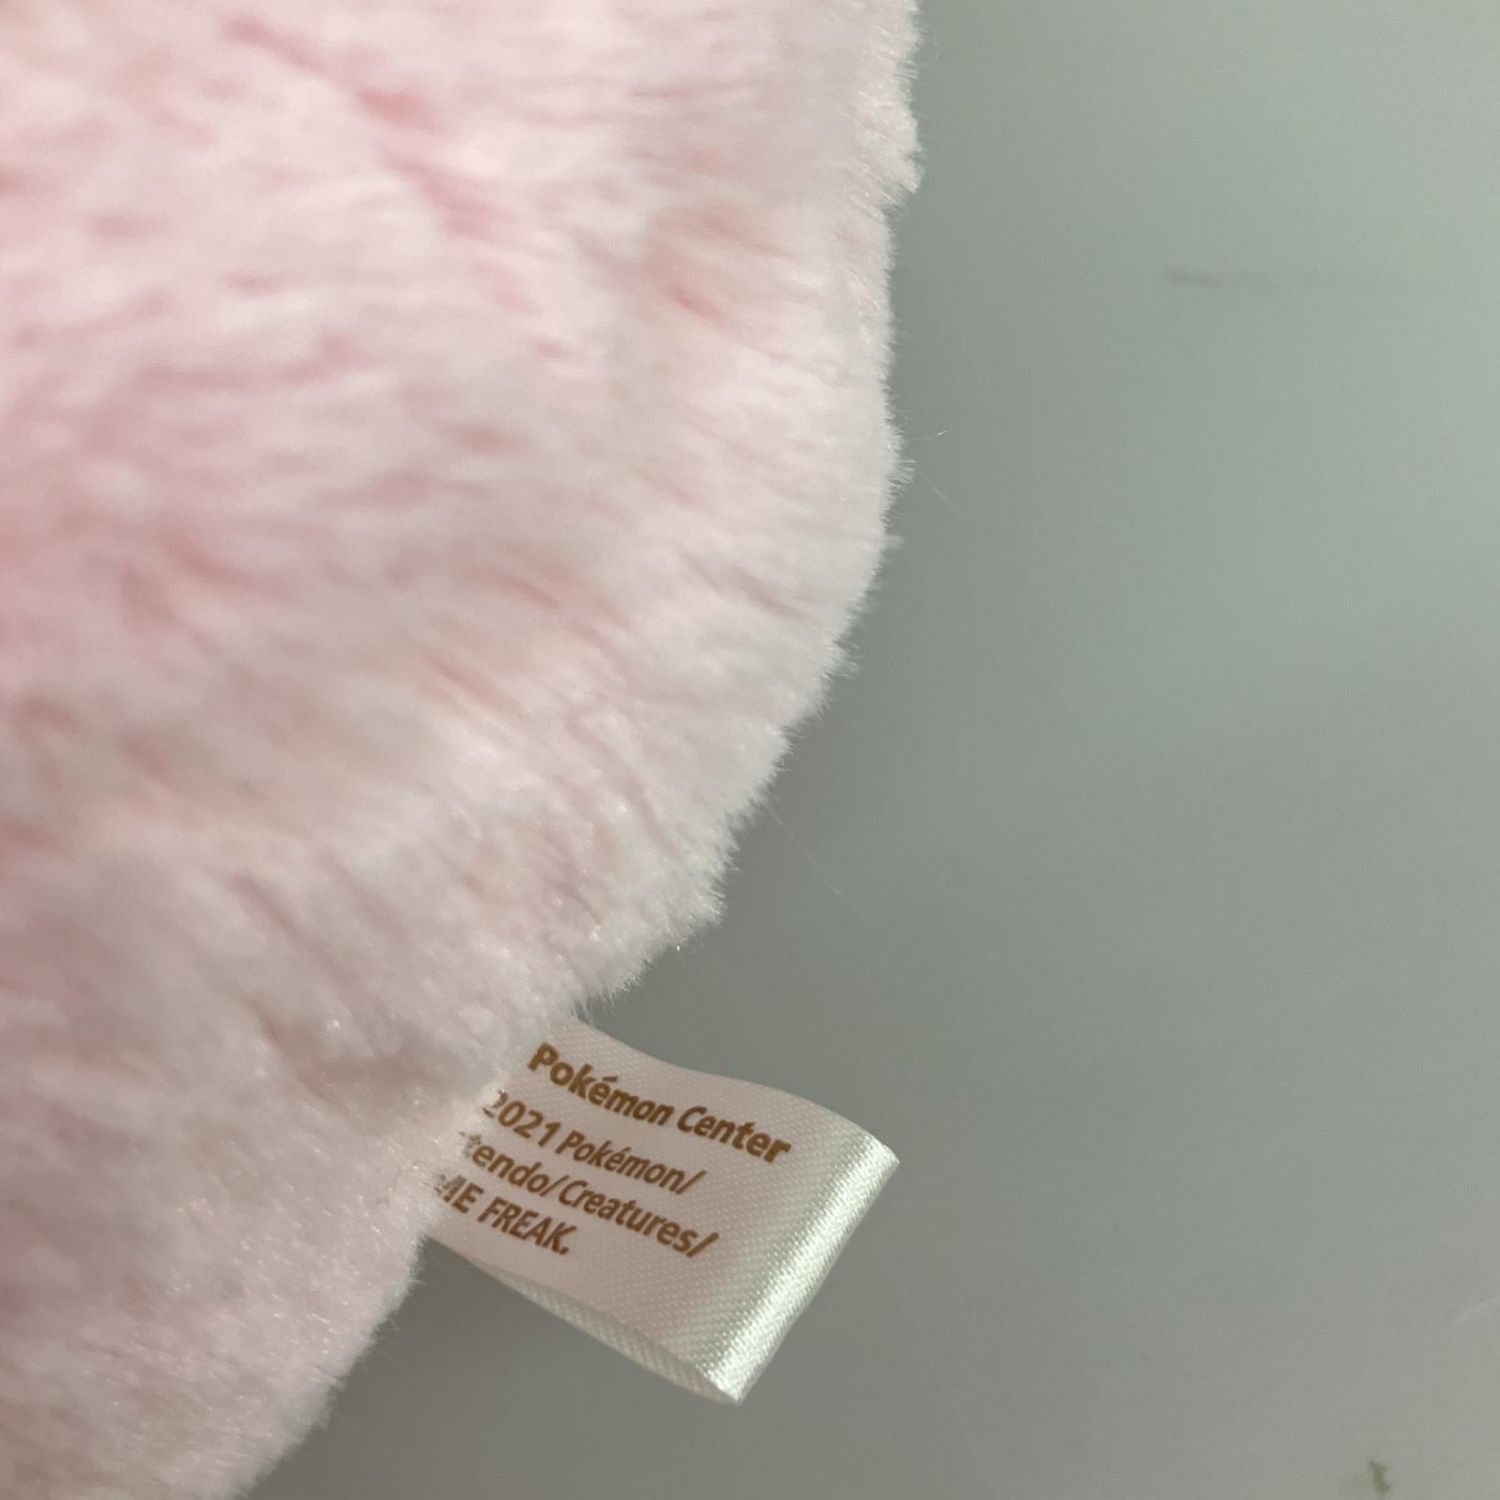 Pokémon Center
2021 Pokémon/
tendo/Creatures/
ME FREAK.